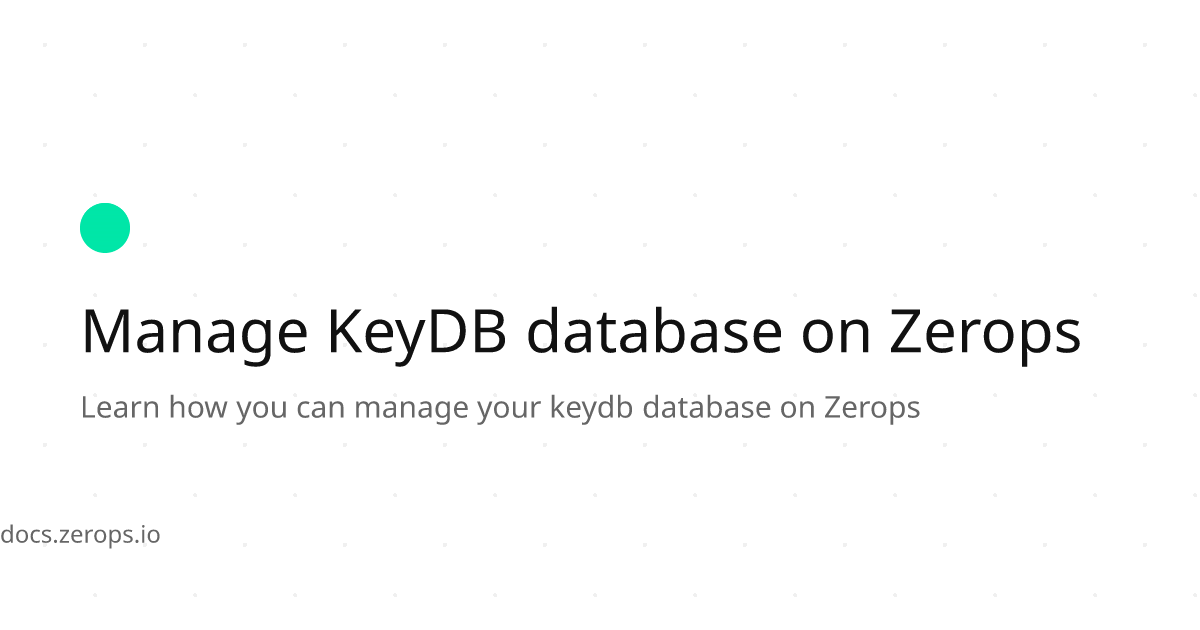 Manage KeyDB database on Zerops
Learn how you can manage your keydb database on Zerops
docs.zerops.io